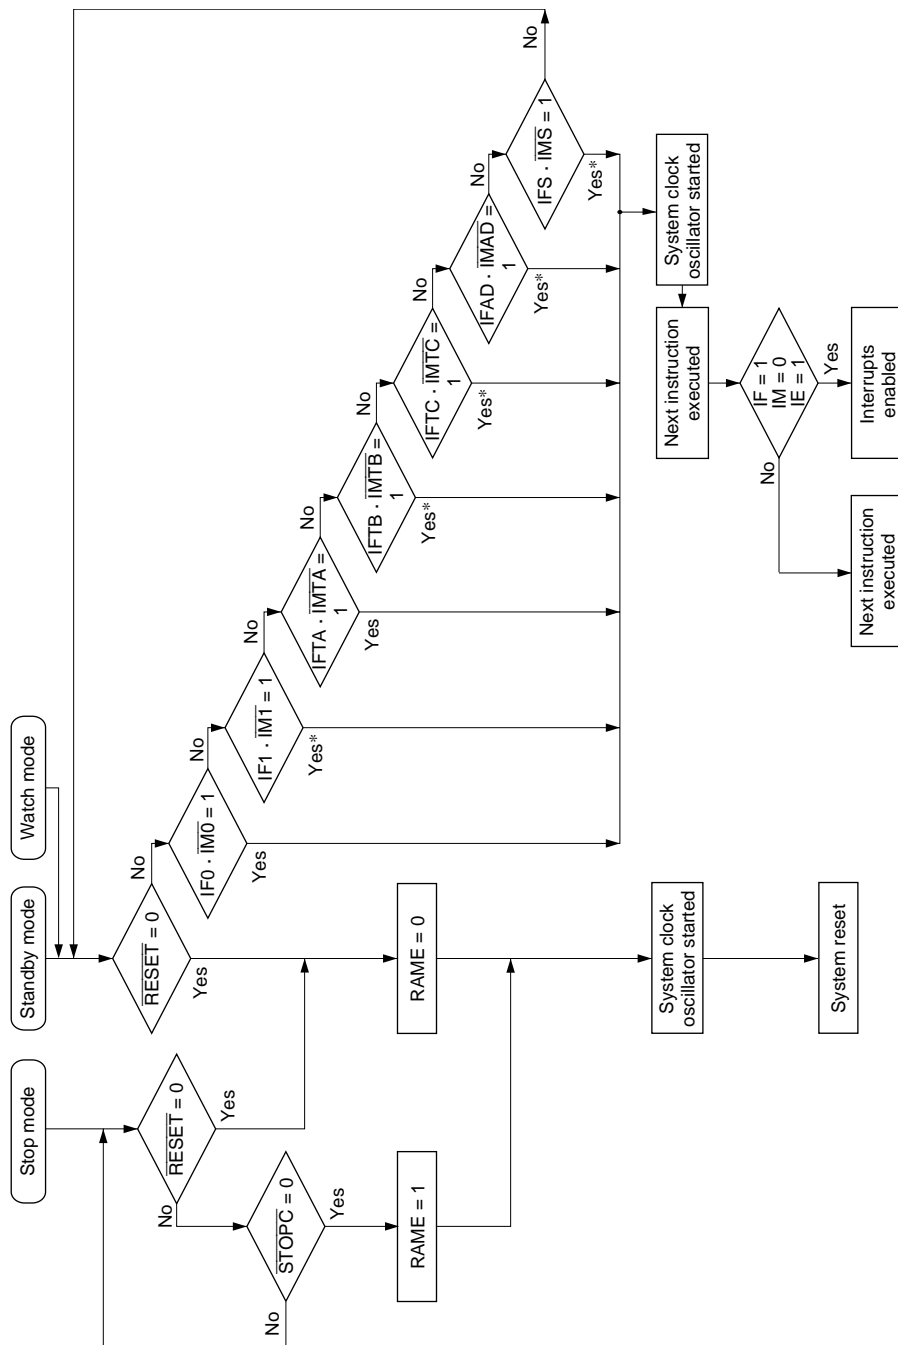 Stop mode
Standby mode
Watch mode
RESET = 0
No
Yes
STOPC = 0
No
Yes
RAME = 1
RESET = 0
No
Yes
RAME = 0
System clock
oscillator started
System reset
IF0 · IM0 = 1
No
Yes
IF1 · IM1 = 1
No
Yes*
IFTA · IMTA =
1
No
Yes
IFTB · IMTB =
1
No
Yes*
IFTC · IMTC =
1
No
Yes*
IFAD · IMAD =
1
No
Yes*
IFS · IMS = 1
No
Yes*
System clock
oscillator started
Next instruction
executed
IF = 1
IM = 0
IE = 1
No
Yes
Next instruction
executed
Interrupts
enabled